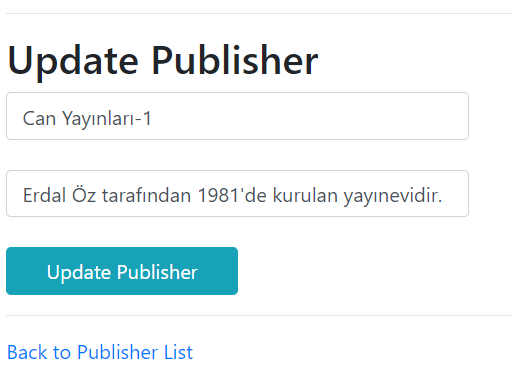 Update Publisher
Can Yayınları-1
Erdal Öz tarafından 1981'de kurulan yayınevidir.
Update Publisher
Back to Publisher List